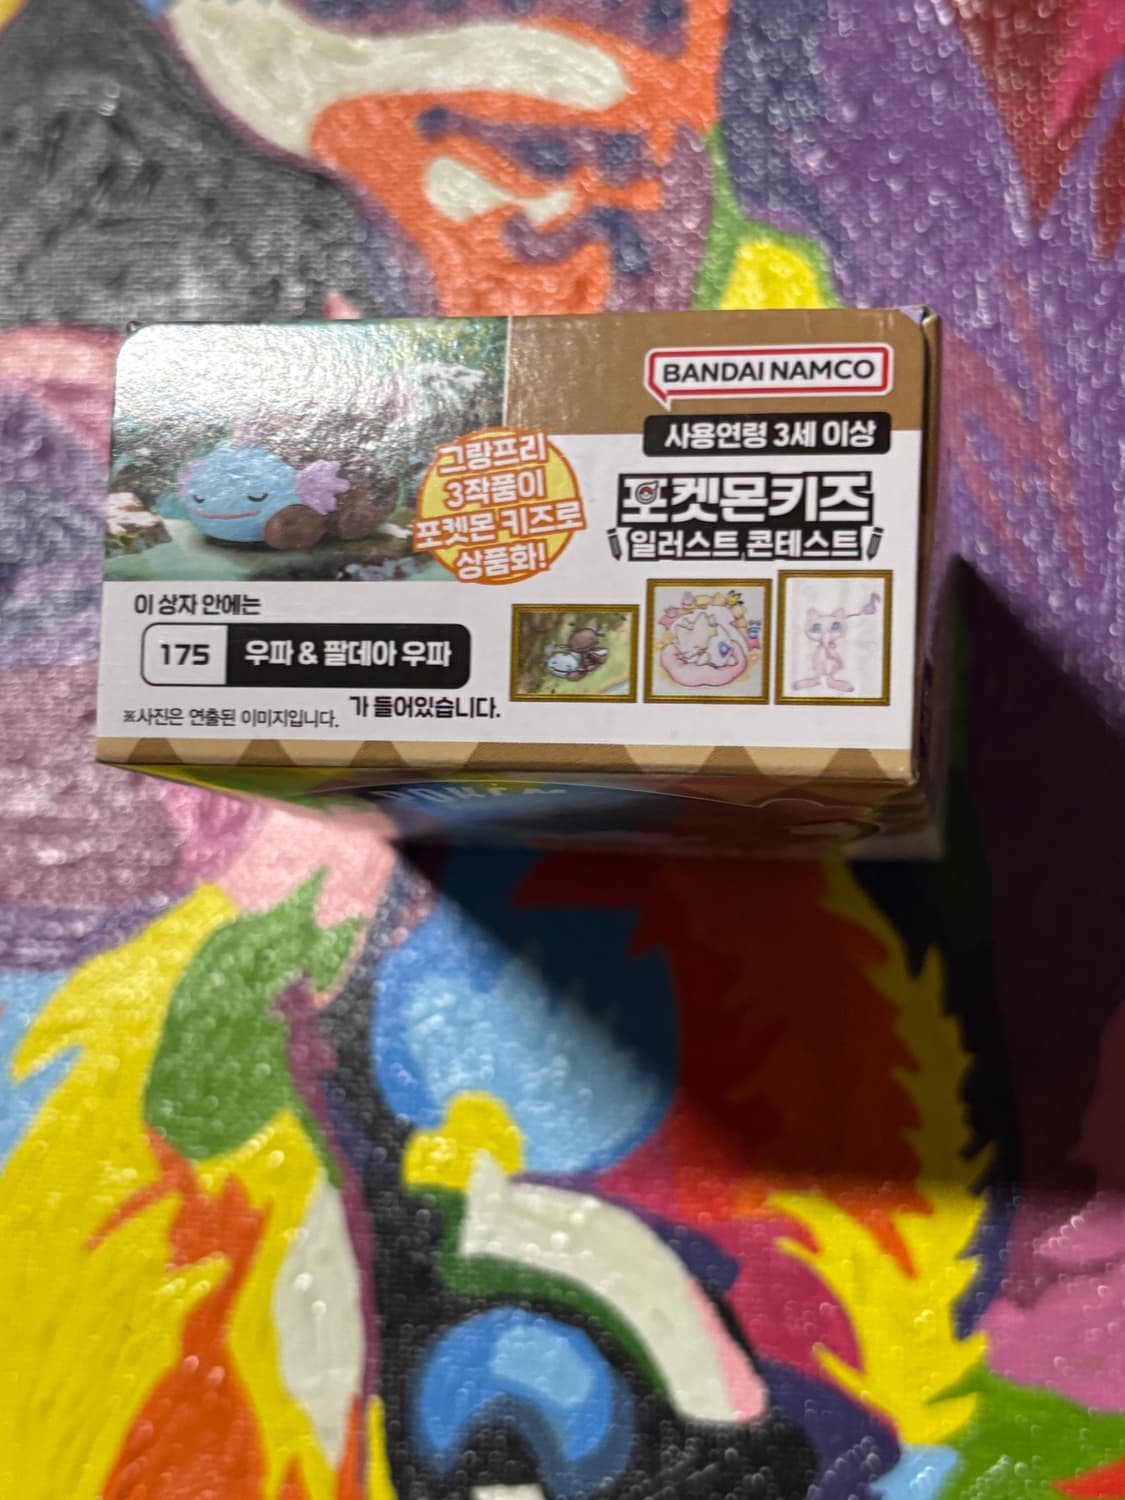 BANDAI NAMCO
사용연령 3세 이상
그랑프리
3작품이
포켓몬 키즈로
상품화!
포켓몬키즈
일러스트 콘테스트
이 상자 안에는
175 우파 & 팔데아 우파
가 들어있습니다.
※사진은 연출된 이미지입니다.